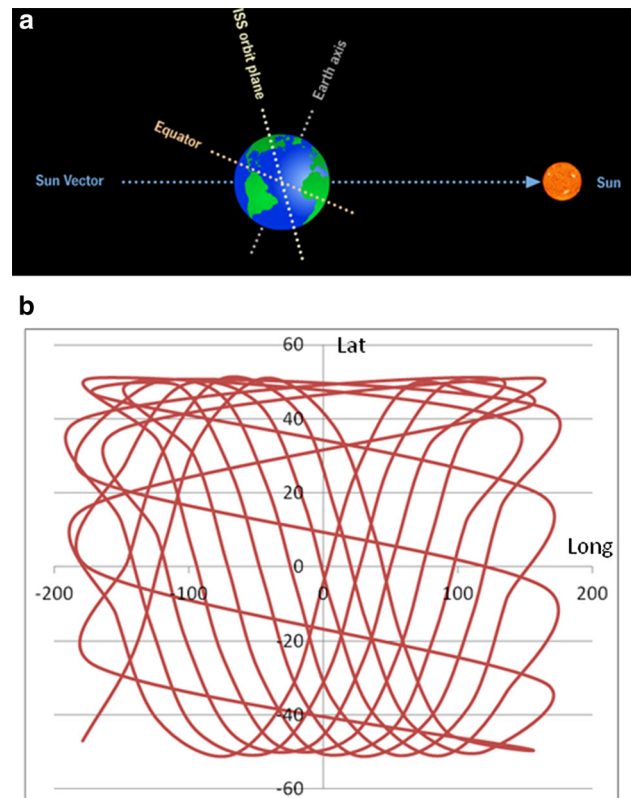 a
ISS orbit plane
Earth axis
Equator
Sun Vector
Sun
b
60
Lat
40
20
Long
0
-200
-100
0
100
200
-20
-40
-60